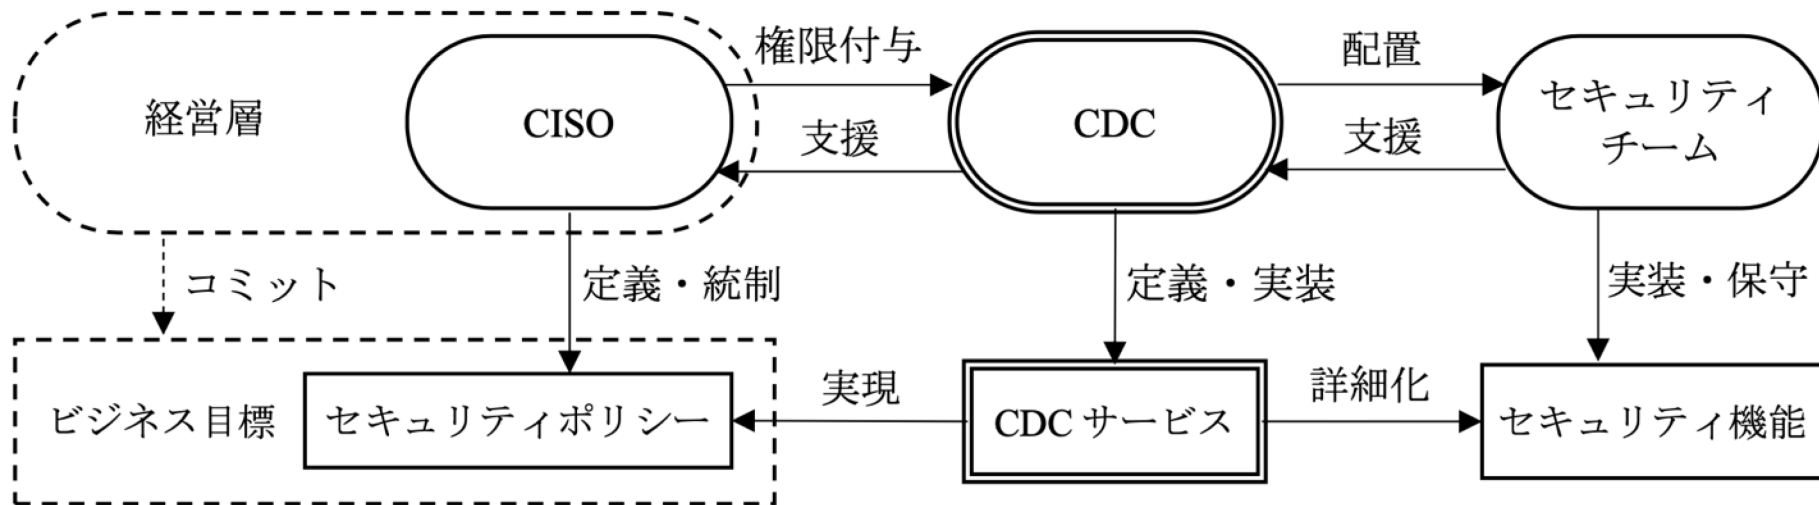 権限付与
配置
経営層
CISO
CDC
セキュリティ
チーム
支援
支援
コミット
定義・統制
定義・実装
実装・保守
ビジネス目標
セキュリティポリシー
実現
CDC サービス
詳細化
セキュリティ機能